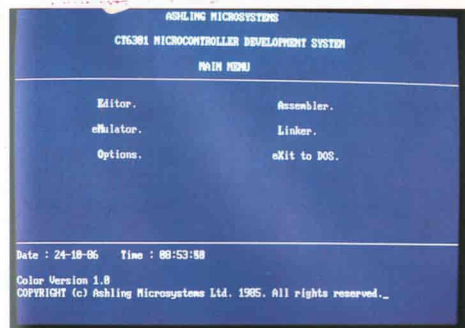 ASHLING MICROSYSTEMS
CT6301 MICROCONTROLLER DEVELOPMENT SYSTEM
MAIN MENU
Editor. Assembler.
eMulator. Linker.
Options. eXit to DOS.
Date : 24-10-86 Time : 08:53:50
Color Version 1.0
COPYRIGHT (c) Ashling Microsystems Ltd. 1985. All rights reserved._